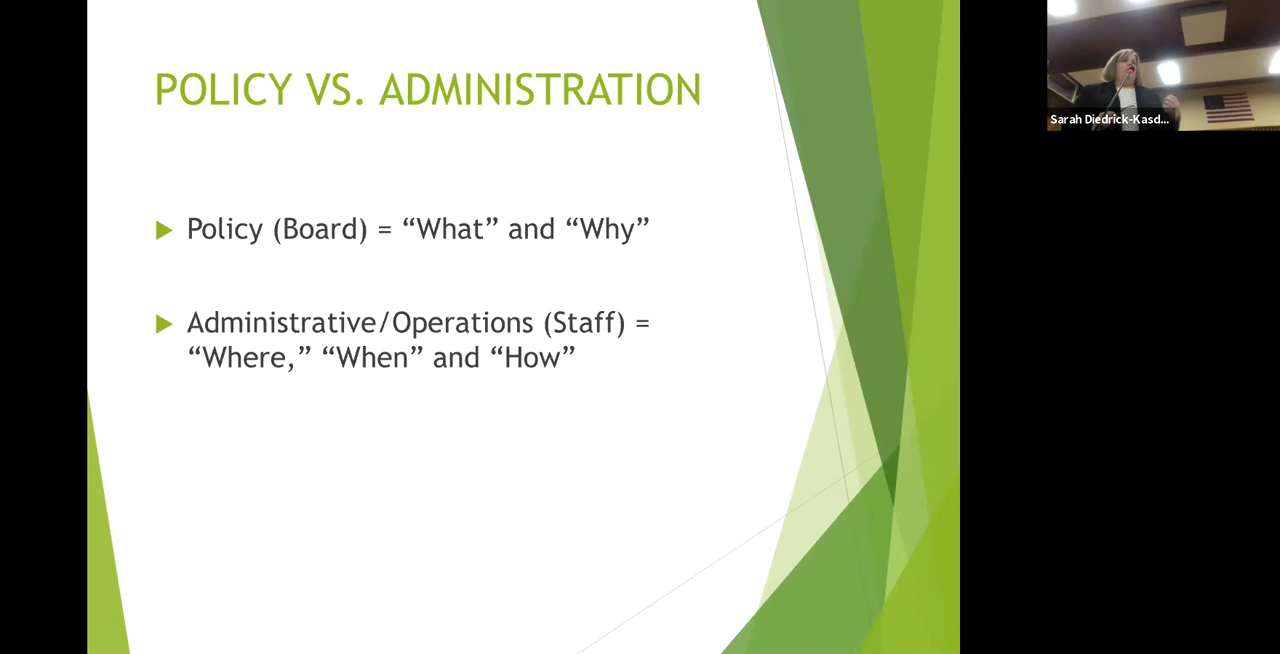 POLICY VS. ADMINISTRATION
Policy (Board) = “What” and “Why”
Administrative/Operations (Staff) =
“Where,” “When” and “How”
Sarah Diedrick-Kasd...